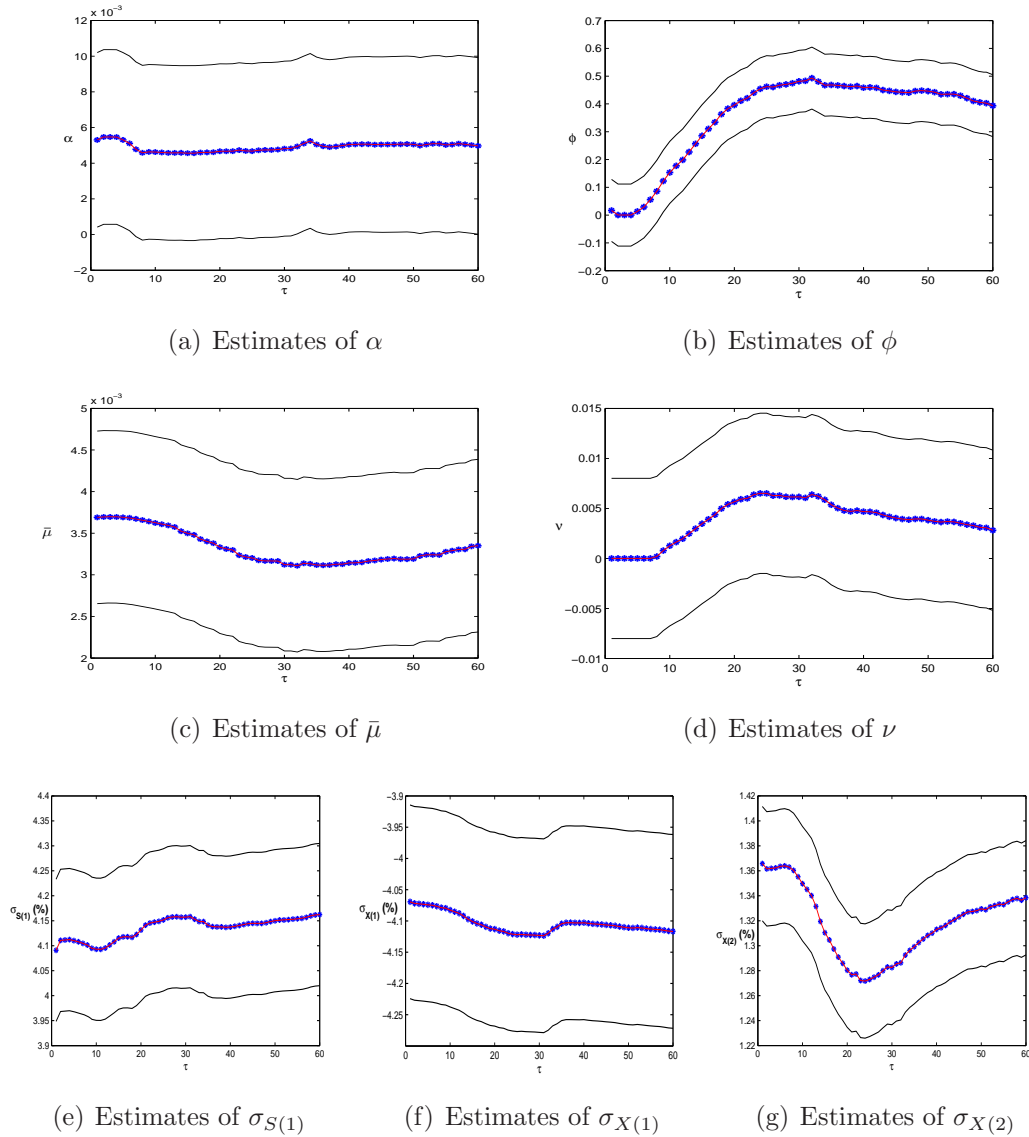 x 10⁻³
12
10
8
6
4
2
0
−2
α
0 10 20 30 40 50 60
τ
(a) Estimates of α
0.7
0.6
0.5
0.4
0.3
0.2
0.1
0
−0.1
−0.2
φ
0 10 20 30 40 50 60
τ
(b) Estimates of ϕ
x 10⁻³
5
4.5
4
3.5
3
2.5
2
μ̄
0 10 20 30 40 50 60
τ
(c) Estimates of μ̄
0.015
0.01
0.005
0
−0.005
−0.01
ν
0 10 20 30 40 50 60
τ
(d) Estimates of ν
4.4
4.35
4.3
4.25
4.2
4.15
4.1
4.05
4
3.95
3.9
σS(1) (%)
0 10 20 30 40 50 60
τ
(e) Estimates of σS(1)
−3.9
−3.95
−4
−4.05
−4.1
−4.15
−4.2
−4.25
σX(1) (%)
0 10 20 30 40 50 60
τ
(f) Estimates of σX(1)
1.42
1.4
1.38
1.36
1.34
1.32
1.3
1.28
1.26
1.24
1.22
σX(2) (%)
0 10 20 30 40 50 60
τ
(g) Estimates of σX(2)